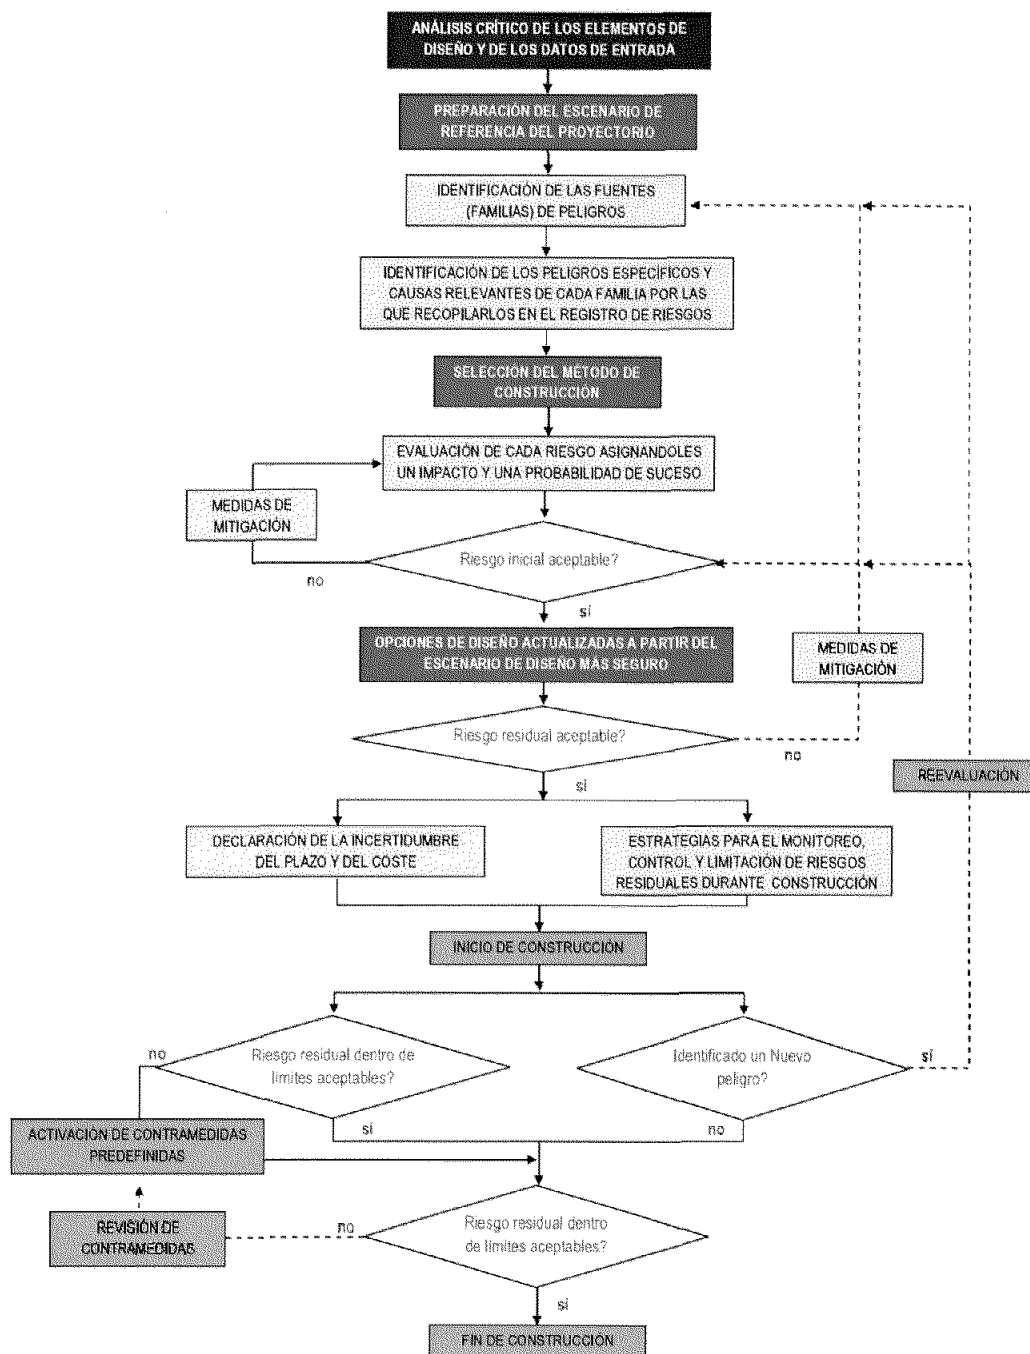 ANÁLISIS CRÍTICO DE LOS ELEMENTOS DE
DISEÑO Y DE LOS DATOS DE ENTRADA
PREPARACIÓN DEL ESCENARIO DE
REFERENCIA DEL PROYECTORIO
IDENTIFICACIÓN DE LAS FUENTES
(FAMILIAS) DE PELIGROS
IDENTIFICACIÓN DE LOS PELIGROS ESPECÍFICOS Y
CAUSAS RELEVANTES DE CADA FAMILIA POR LAS
QUE RECOPILARLOS EN EL REGISTRO DE RIESGOS
SELECCION DEL MÉTODO DE
CONSTRUCCIÓN
EVALUACIÓN DE CADA RIESGO ASIGNANDOLES
UN IMPACTO Y UNA PROBABILIDAD DE SUCESO
MEDIDAS DE
MITIGACIÓN
Riesgo inicial aceptable?
no
sí
OPCIONES DE DISEÑO ACTUALIZADAS A PARTIR DEL
ESCENARIO DE DISEÑO MAS SEGURO
MEDIDAS DE
MITIGACIÓN
Riesgo residual aceptable?
no
sí
REEVALUACIÓN
DECLARACIÓN DE LA INCERTIDUMBRE
DEL PLAZO Y DEL COSTE
ESTRATEGIAS PARA EL MONITOREO,
CONTROL Y LIMITACIÓN DE RIESGOS
RESIDUALES DURANTE CONSTRUCCIÓN
INICIO DE CONSTRUCCION
no
Riesgo residual dentro de
limites aceptables?
Identificado un Nuevo
peligro?
sí
sí
no
ACTIVACION DE CONTRAMEDIDAS
PREDEFINIDAS
REVISIÓN DE
CONTRAMEDIDAS
no
Riesgo residual dentro
de limites aceptables?
sí
FIN DE CONSTRUCCION